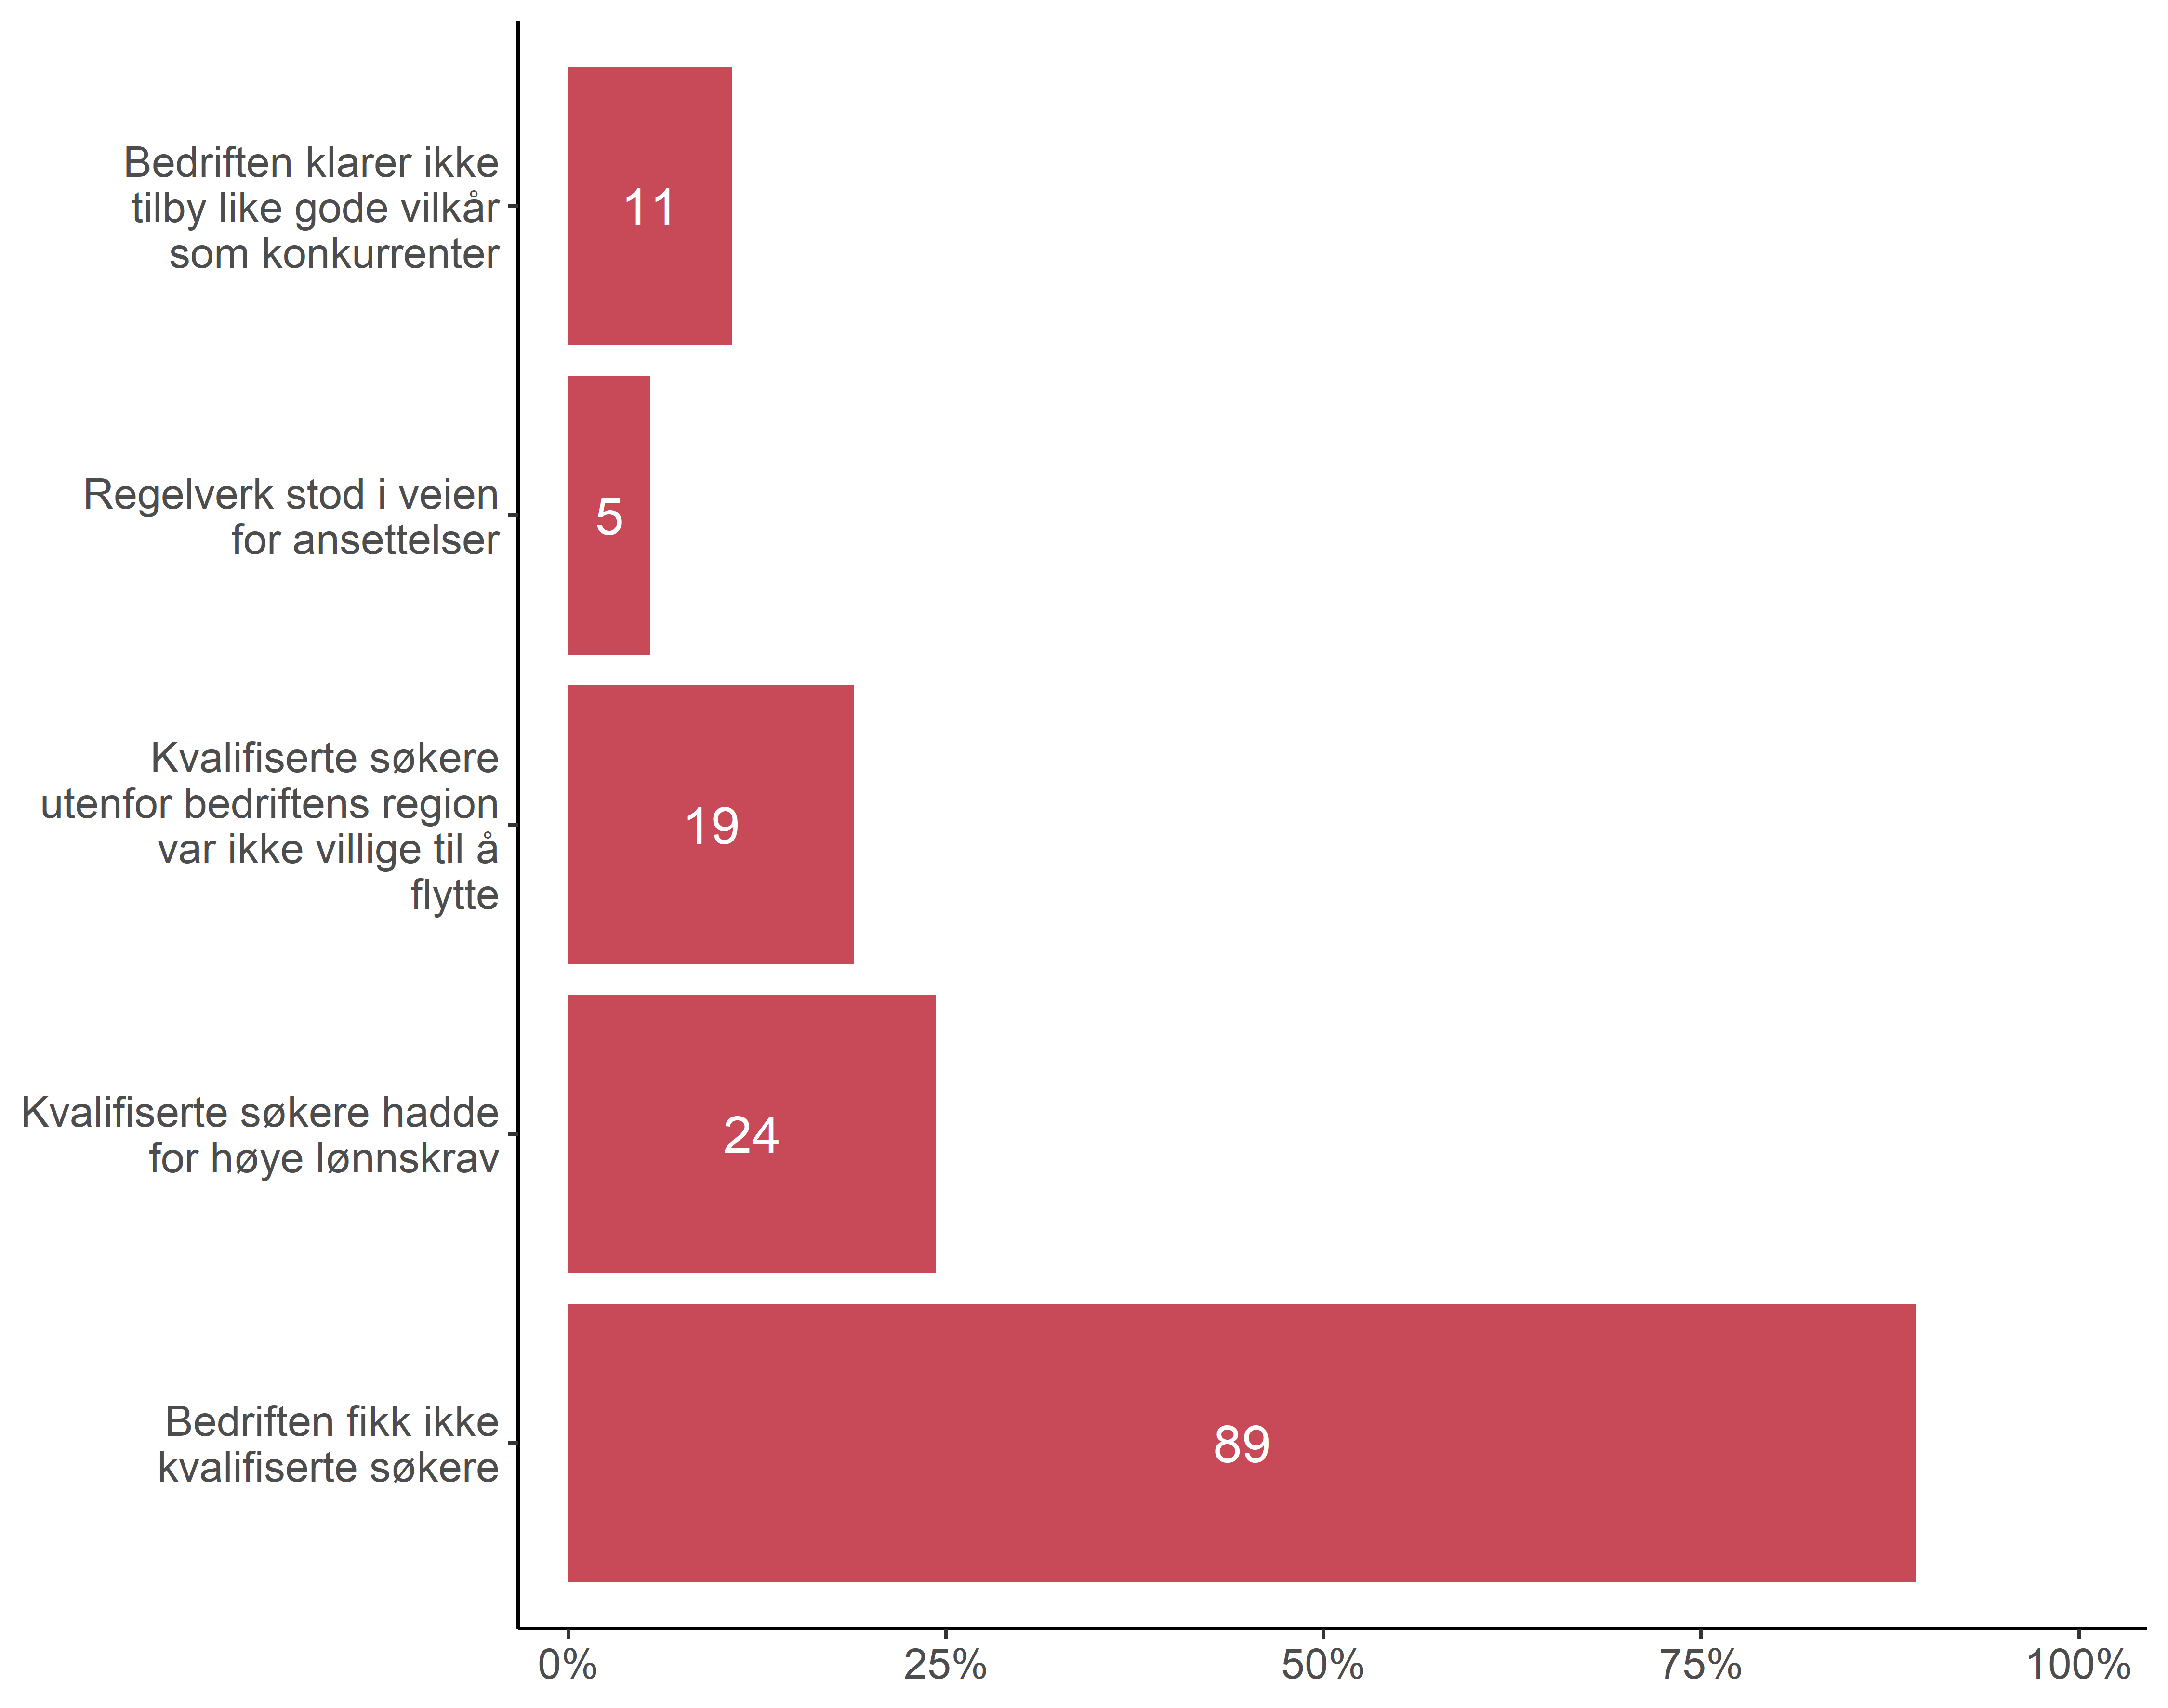 Bedriften klarer ikke
tilby like gode vilkår
som konkurrenter
11
Regelverk stod i veien
for ansettelser
5
Kvalifiserte søkere
utenfor bedriftens region
var ikke villige til å
flytte
19
Kvalifiserte søkere hadde
for høye lønnskrav
24
Bedriften fikk ikke
kvalifiserte søkere
89
0% 25% 50% 75% 100%